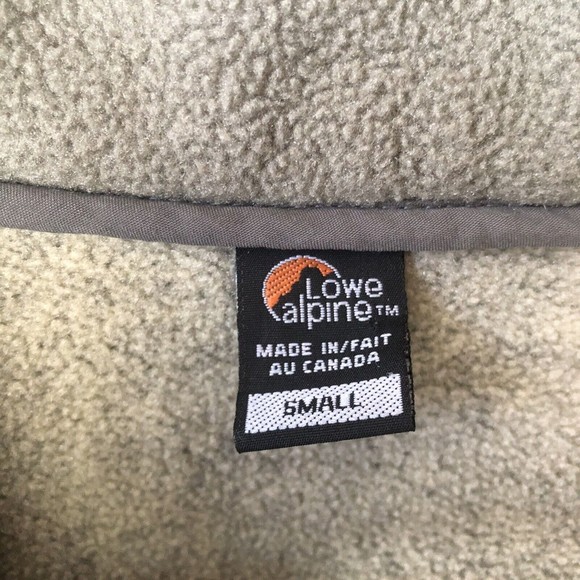 Lowe
alpine™
MADE IN/FAIT
AU CANADA
SMALL